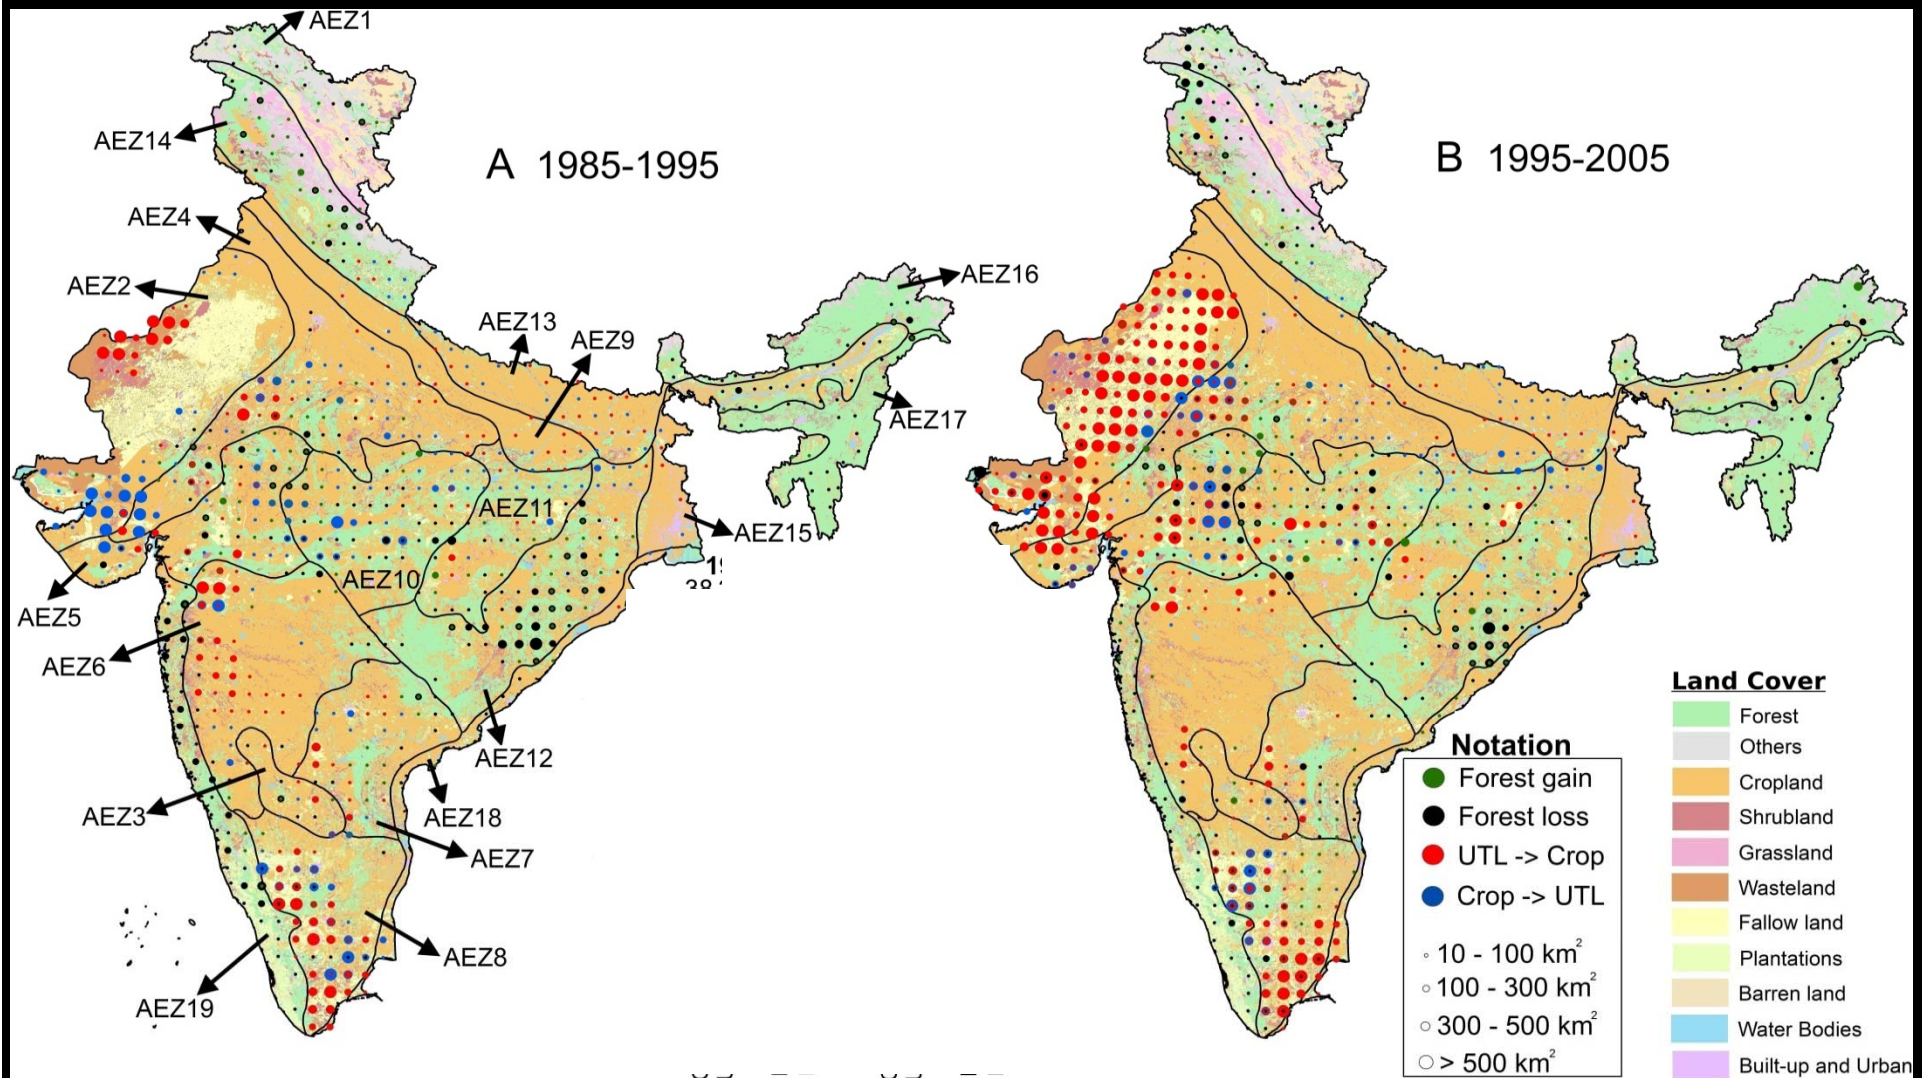 AEZ1
AEZ14
A 1985-1995
B 1995-2005
AEZ4
AEZ2
AEZ16
AEZ13
AEZ9
AEZ17
AEZ11
AEZ15
AEZ10
AEZ5
AEZ6
AEZ12
AEZ3
AEZ18
AEZ7
AEZ8
AEZ19
Notation
Forest gain
Forest loss
UTL -> Crop
Crop -> UTL
10 - 100 km²
100 - 300 km²
300 - 500 km²
> 500 km²
Land Cover
Forest
Others
Cropland
Shrubland
Grassland
Wasteland
Fallow land
Plantations
Barren land
Water Bodies
Built-up and Urban